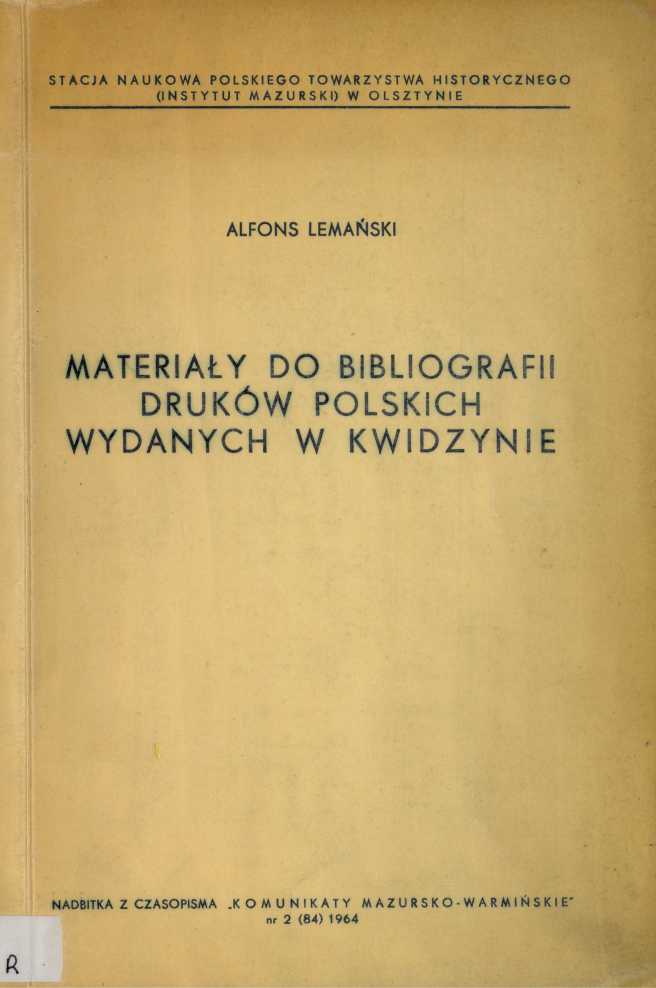 STACJA NAUKOWA POLSKIEGO TOWARZYSTWA HISTORYCZNEGO
(INSTYTUT MAZURSKI) W OLSZTYNIE
ALFONS LEMAŃSKI
MATERIAŁY DO BIBLIOGRAFII
DRUKÓW POLSKICH
WYDANYCH W KWIDZYNIE
NADBITKA Z CZASOPISMA „KOMUNIKATY MAZURSKO-WARMIŃSKIE"
nr 2 (84) 1964
R